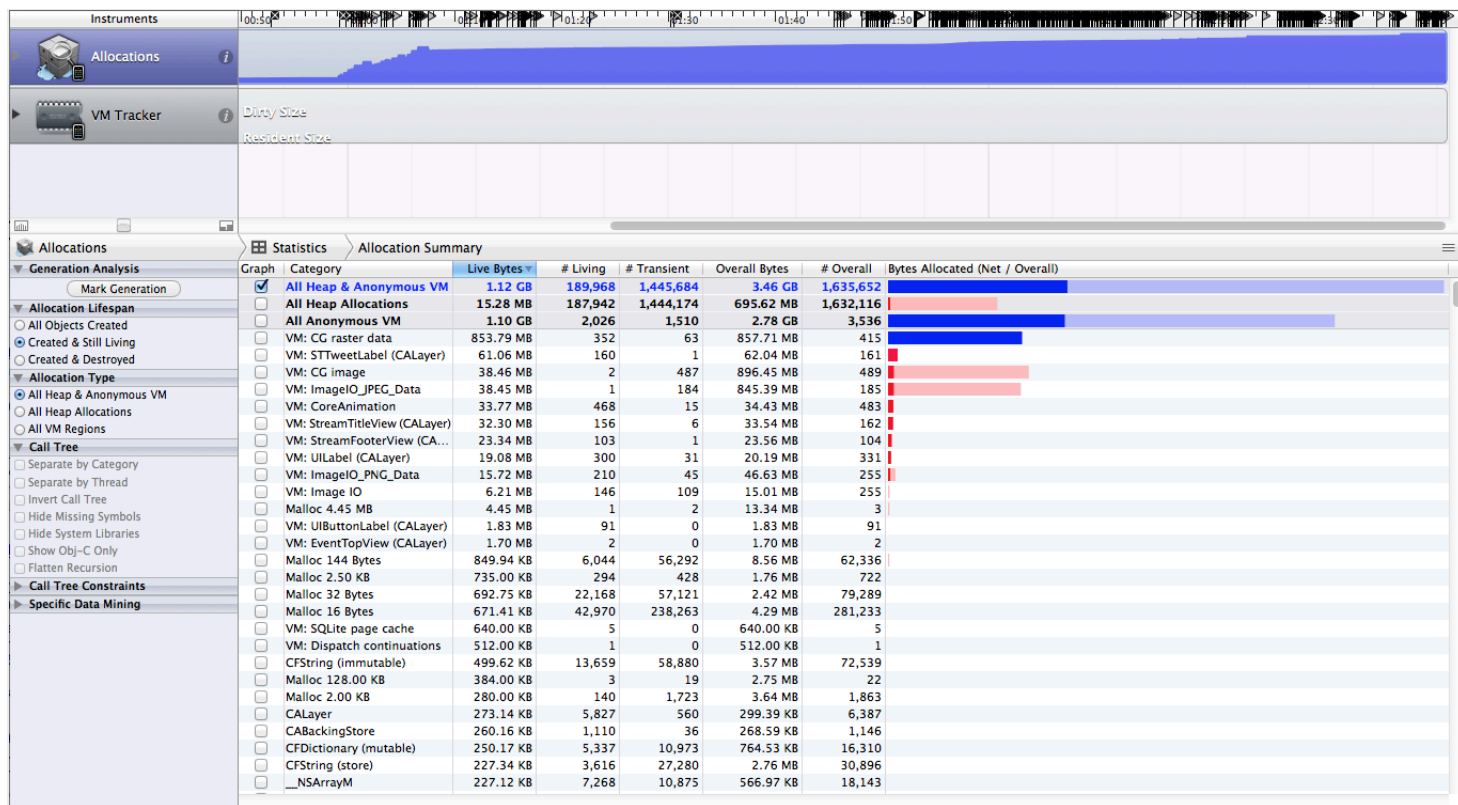 Instruments
00:50 01:20 01:30 01:40
Allocations
VM Tracker
Dirty Size
Resident Size
Allocations Statistics Allocation Summary
Generation Analysis
Mark Generation
Allocation Lifespan
All Objects Created
Created & Still Living
Created & Destroyed
Allocation Type
All Heap & Anonymous VM
All Heap Allocations
All VM Regions
Call Tree
Separate by Category
Separate by Thread
Invert Call Tree
Hide Missing Symbols
Hide System Libraries
Show Obj-C Only
Flatten Recursion
Call Tree Constraints
Specific Data Mining
Graph Category Live Bytes # Living # Transient Overall Bytes # Overall Bytes Allocated (Net / Overall)
All Heap & Anonymous VM 1.12 GB 189,968 1,445,684 3.46 GB 1,635,652
All Heap Allocations 15.28 MB 187,942 1,444,174 695.62 MB 1,632,116
All Anonymous VM 1.10 GB 2,026 1,510 2.78 GB 3,536
VM: CG raster data 853.79 MB 352 63 857.71 MB 415
VM: STTweetLabel (CALayer) 61.06 MB 160 1 62.04 MB 161
VM: CG image 38.46 MB 2 487 896.45 MB 489
VM: ImageIO_JPEG_Data 38.45 MB 1 184 845.39 MB 185
VM: CoreAnimation 33.77 MB 468 15 34.43 MB 483
VM: StreamTitleView (CALayer) 32.30 MB 156 6 33.54 MB 162
VM: StreamFooterView (CA... 23.34 MB 103 1 23.56 MB 104
VM: UILabel (CALayer) 19.08 MB 300 31 20.19 MB 331
VM: ImageIO_PNG_Data 15.72 MB 210 45 46.63 MB 255
VM: Image IO 6.21 MB 146 109 15.01 MB 255
Malloc 4.45 MB 4.45 MB 1 2 13.34 MB 3
VM: UIButtonLabel (CALayer) 1.83 MB 91 0 1.83 MB 91
VM: EventTopView (CALayer) 1.70 MB 2 0 1.70 MB 2
Malloc 144 Bytes 849.94 KB 6,044 56,292 8.56 MB 62,336
Malloc 2.50 KB 735.00 KB 294 428 1.76 MB 722
Malloc 32 Bytes 692.75 KB 22,168 57,121 2.42 MB 79,289
Malloc 16 Bytes 671.41 KB 42,970 238,263 4.29 MB 281,233
VM: SQLite page cache 640.00 KB 5 0 640.00 KB 5
VM: Dispatch continuations 512.00 KB 1 0 512.00 KB 1
CFString (immutable) 499.62 KB 13,659 58,880 3.57 MB 72,539
Malloc 128.00 KB 384.00 KB 3 19 2.75 MB 22
Malloc 2.00 KB 280.00 KB 140 1,723 3.64 MB 1,863
CALayer 273.14 KB 5,827 560 299.39 KB 6,387
CABackingStore 260.16 KB 1,110 36 268.59 KB 1,146
CFDictionary (mutable) 250.17 KB 5,337 10,973 764.53 KB 16,310
CFString (store) 227.34 KB 3,616 27,280 2.76 MB 30,896
__NSArrayM 227.12 KB 7,268 10,875 566.97 KB 18,143